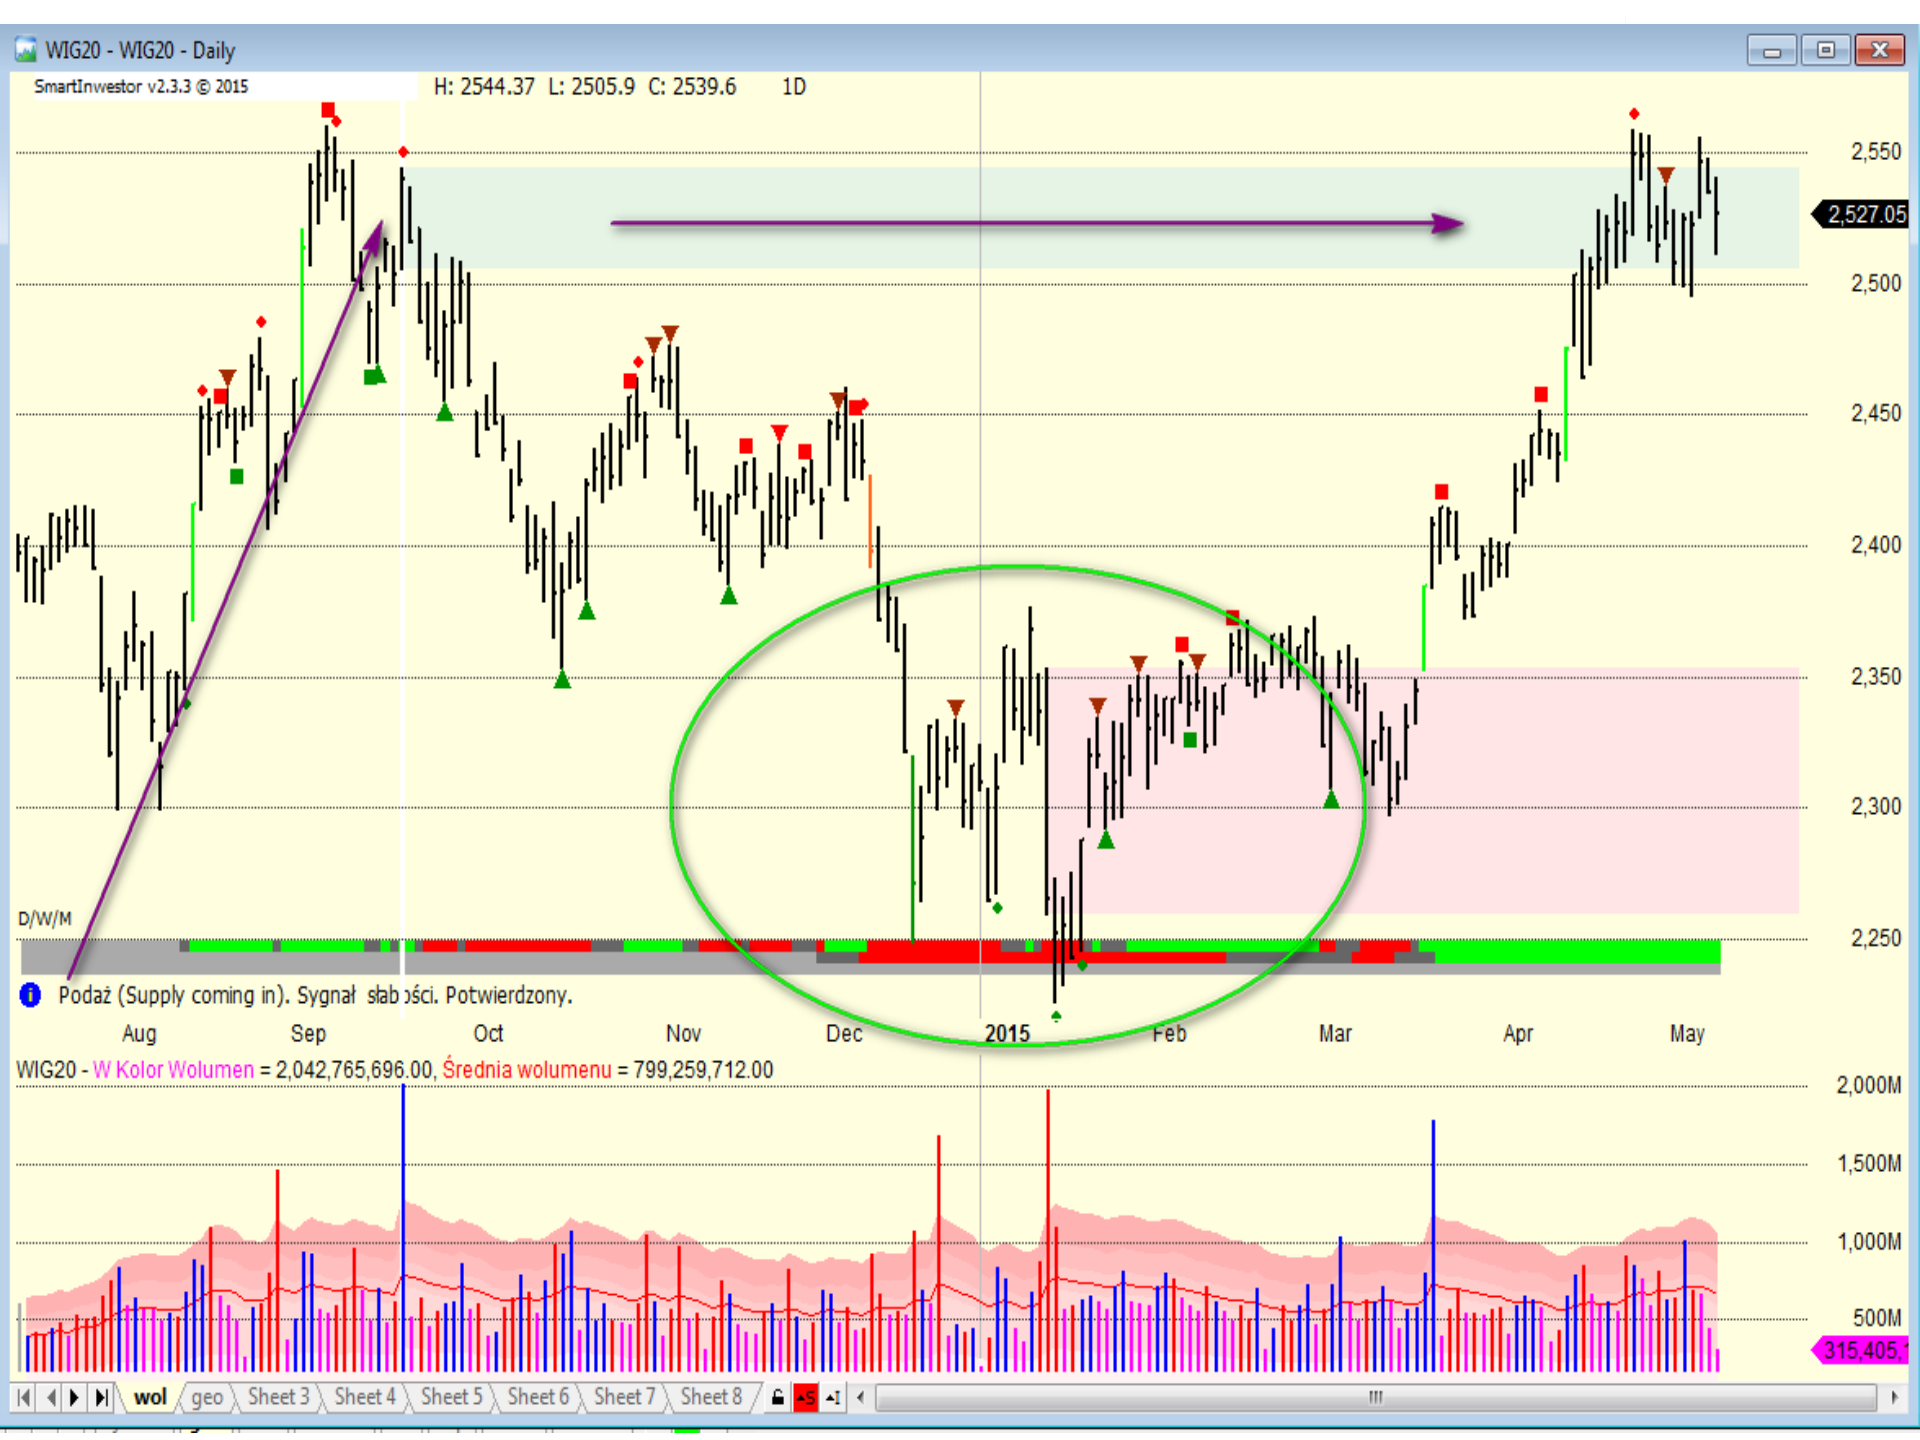 WIG20 - WIG20 - Daily
SmartInwestor v2.3.3 © 2015
H: 2544.37 L: 2505.9 C: 2539.6 1D
2,550
2,527.05
2,500
2,450
2,400
2,350
2,300
D/W/M
2,250
i Podaż (Supply coming in). Sygnał słabości. Potwierdzony.
Aug Sep Oct Nov Dec 2015 Feb Mar Apr May
WIG20 - W Kolor Wolumen = 2,042,765,696.00, Średnia wolumenu = 799,259,712.00
2,000M
1,500M
1,000M
500M
315,405,
wol geo Sheet 3 Sheet 4 Sheet 5 Sheet 6 Sheet 7 Sheet 8 S I